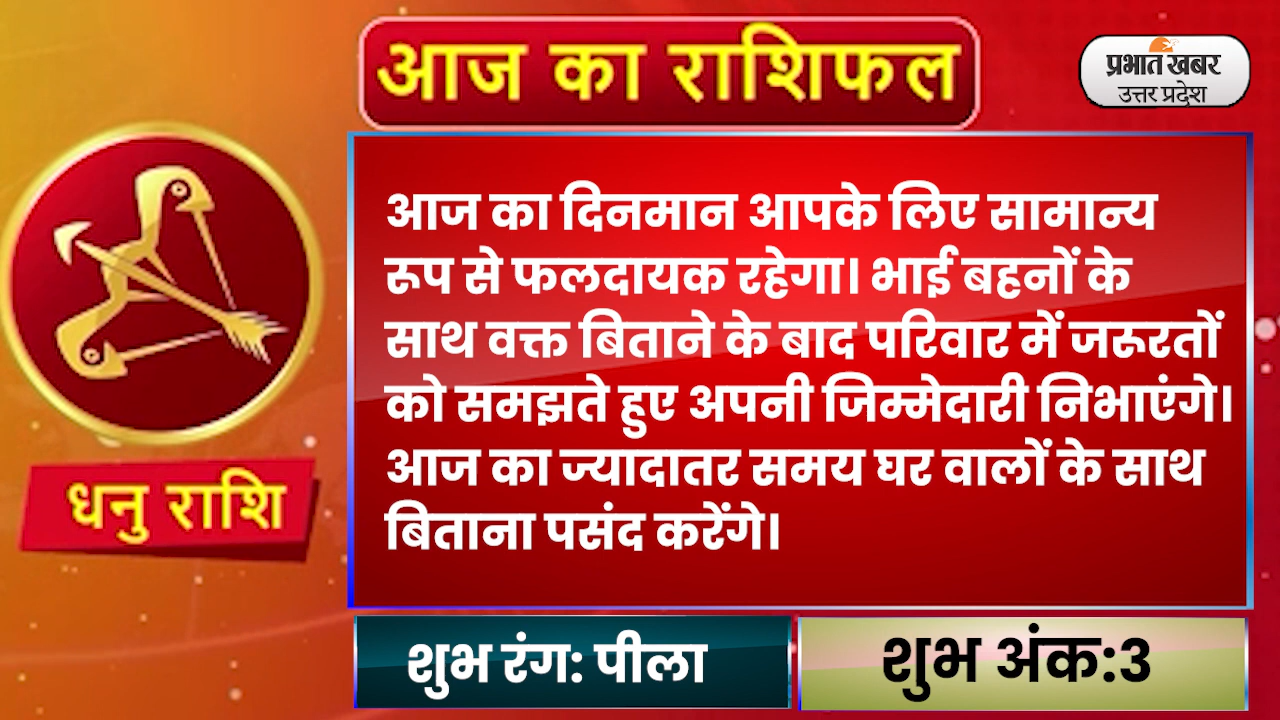 आज का राशिफल
प्रभात खबर
उत्तर प्रदेश
आज का दिनमान आपके लिए सामान्य
रूप से फलदायक रहेगा। भाई बहनों के
साथ वक्त बिताने के बाद परिवार में जरूरतों
को समझते हुए अपनी जिम्मेदारी निभाएंगे।
आज का ज्यादातर समय घर वालों के साथ
बिताना पसंद करेंगे।
धनु राशि
शुभ रंग: पीला
शुभ अंक:3